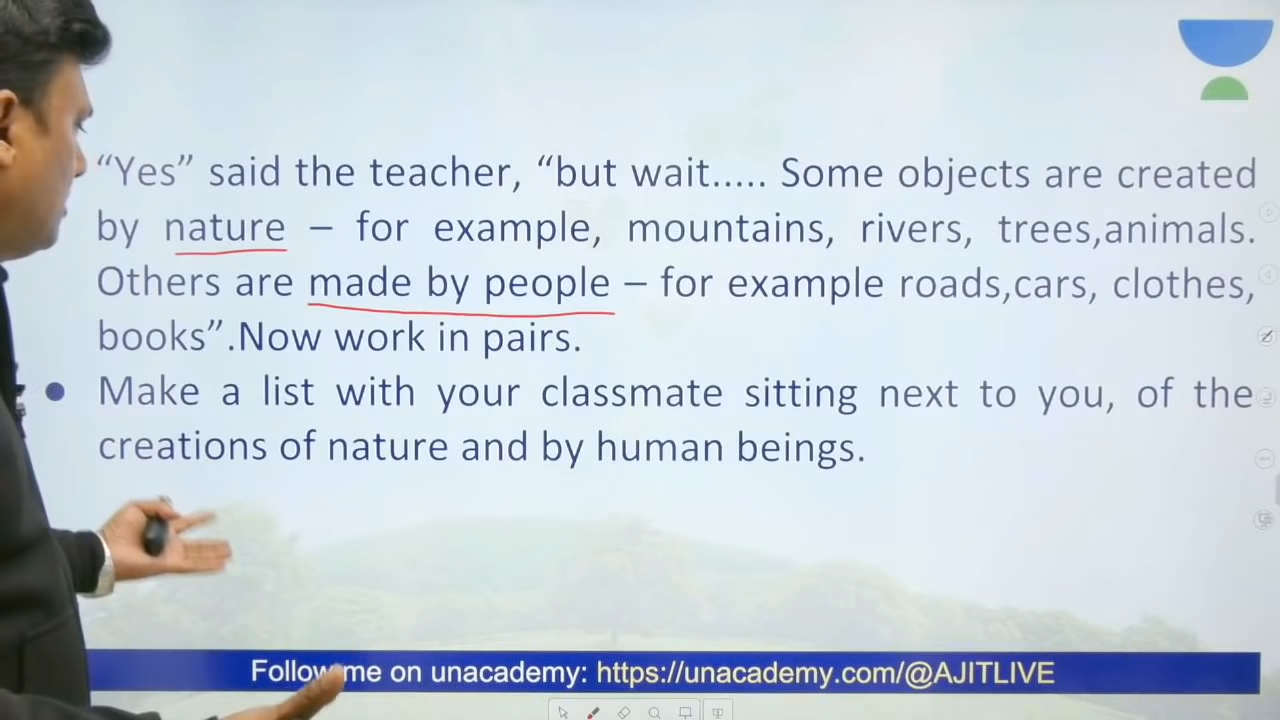 “Yes” said the teacher, “but wait..... Some objects are created
by nature – for example, mountains, rivers, trees,animals.
Others are made by people – for example roads,cars, clothes,
books”.Now work in pairs.
● Make a list with your classmate sitting next to you, of the
creations of nature and by human beings.
Follow me on unacademy: https://unacademy.com/@AJITLIVE